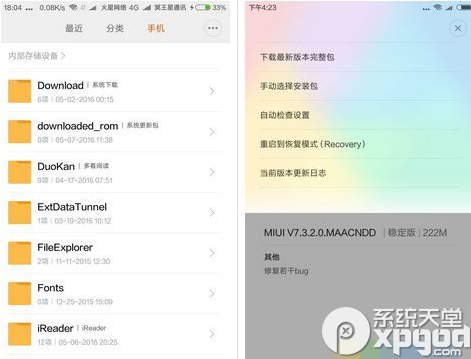 18:04 ... 火星网络 4G 冥王星通讯 33%
最近 分类 手机
内部存储设备 >
Download | 系统下载
6项 | 05-02-2016 00:15
downloaded_rom | 系统更新包
0项 | 05-07-2016 11:38
DuoKan | 多看阅读
9项 | 04-17-2016 07:51
ExtDataTunnel
1项 | 03-19-2016 10:12
FileExplorer
2项 | 11-11-2015 12:30
Fonts
0项 | 12-25-2015 15:09
iReader | iReader
12项 | 05-06-2016 20:25
下午4:23
下载最新版本完整包
手动选择安装包
自动检查设置
重启到恢复模式 (Recovery)
当前版本更新日志
MIUI V7.3.2.0.MAACNDD | 稳定版 | 222M
其他
修复若干bug
系统天堂
xpgod
.com